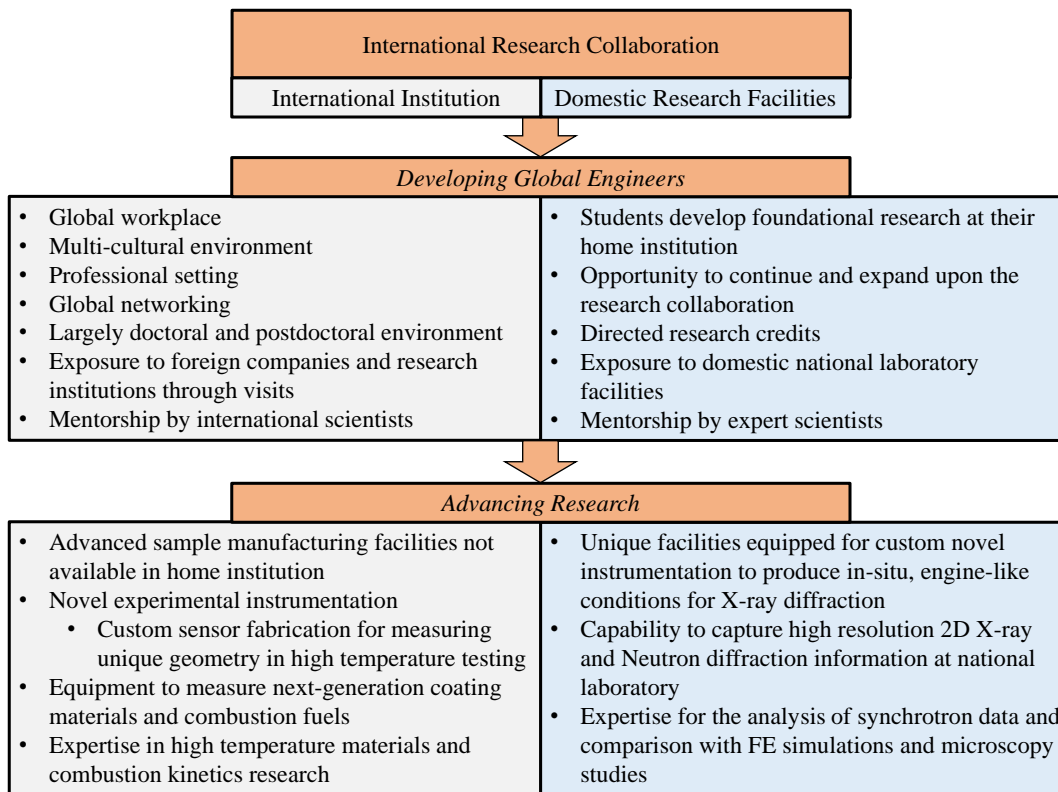 International Research Collaboration
International Institution
Domestic Research Facilities
Developing Global Engineers
• Global workplace
• Multi-cultural environment
• Professional setting
• Global networking
• Largely doctoral and postdoctoral environment
• Exposure to foreign companies and research
institutions through visits
• Mentorship by international scientists
• Students develop foundational research at their
home institution
• Opportunity to continue and expand upon the
research collaboration
• Directed research credits
• Exposure to domestic national laboratory
facilities
• Mentorship by expert scientists
Advancing Research
• Advanced sample manufacturing facilities not
available in home institution
• Novel experimental instrumentation
• Custom sensor fabrication for measuring
unique geometry in high temperature testing
• Equipment to measure next-generation coating
materials and combustion fuels
• Expertise in high temperature materials and
combustion kinetics research
• Unique facilities equipped for custom novel
instrumentation to produce in-situ, engine-like
conditions for X-ray diffraction
• Capability to capture high resolution 2D X-ray
and Neutron diffraction information at national
laboratory
• Expertise for the analysis of synchrotron data and
comparison with FE simulations and microscopy
studies